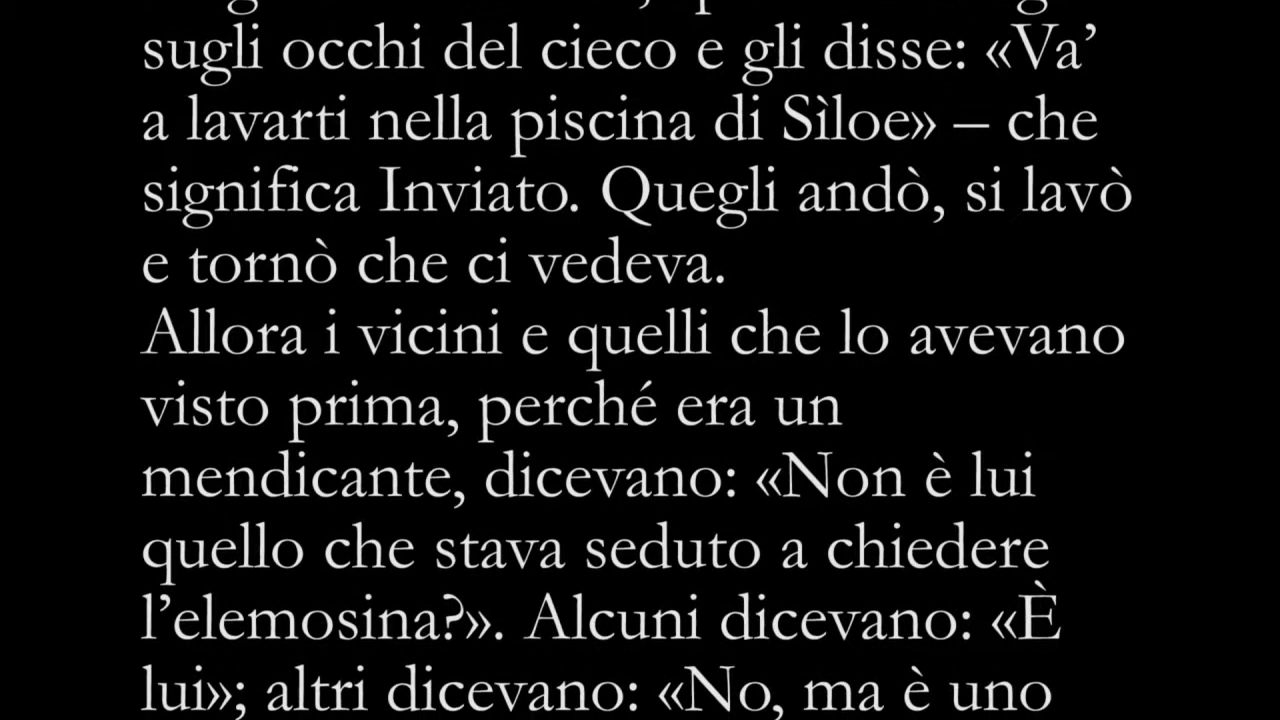 sugli occhi del cieco e gli disse: «Va’
a lavarti nella piscina di Sìloe» – che
significa Inviato. Quegli andò, si lavò
e tornò che ci vedeva.
Allora i vicini e quelli che lo avevano
visto prima, perché era un
mendicante, dicevano: «Non è lui
quello che stava seduto a chiedere
l’elemosina?». Alcuni dicevano: «È
lui»; altri dicevano: «No, ma è uno